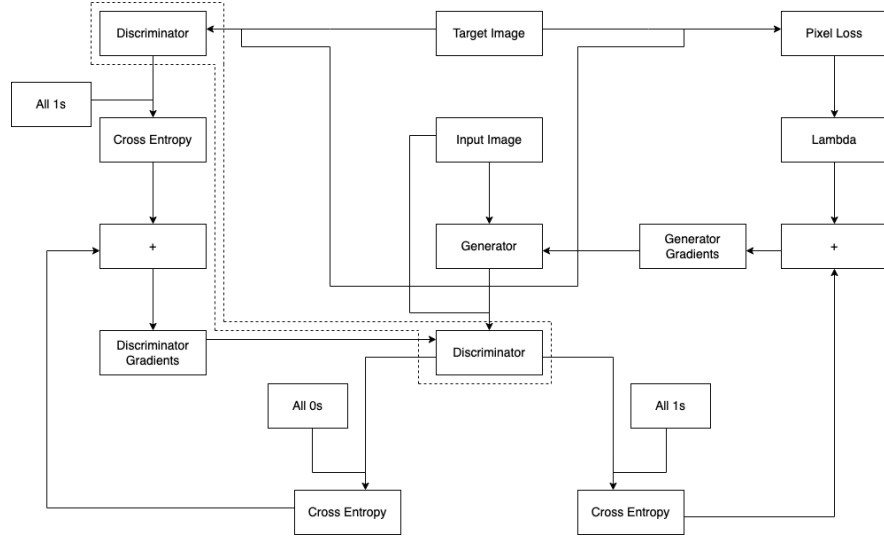 Discriminator
Target Image
Pixel Loss
All 1s
Cross Entropy
Input Image
Lambda
+
Generator
Generator
Gradients
+
Discriminator
Gradients
Discriminator
All 0s
All 1s
Cross Entropy
Cross Entropy